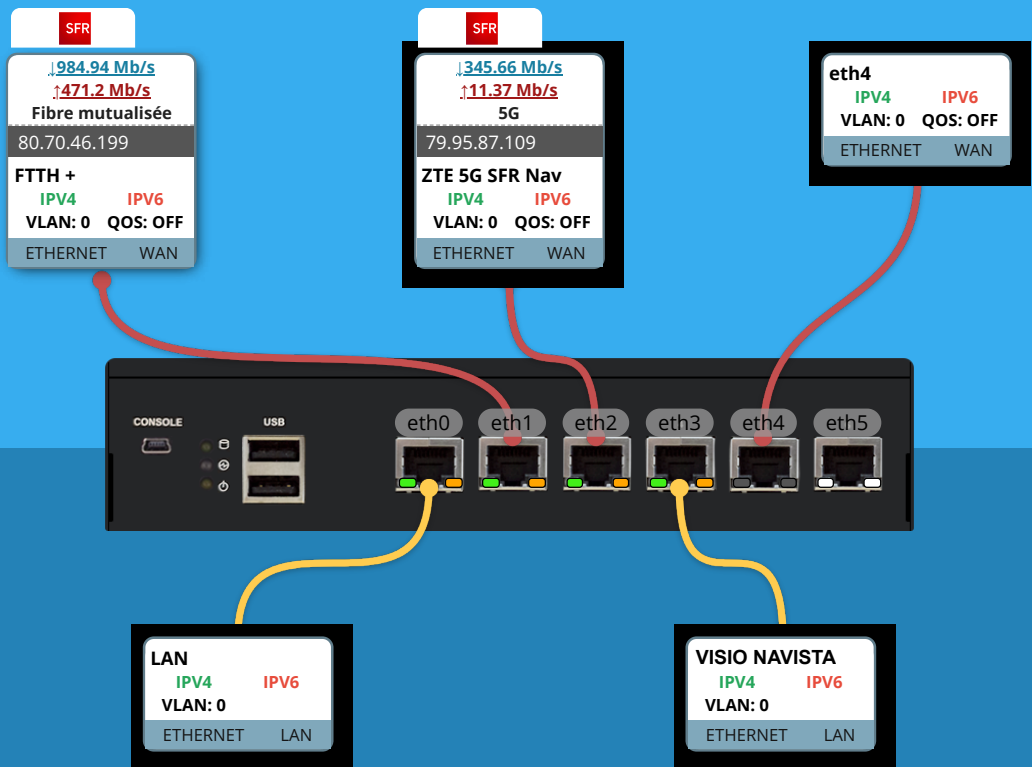 SFR
↓984.94 Mb/s
↑471.2 Mb/s
Fibre mutualisée
80.70.46.199
FTTH +
IPV4 IPV6
VLAN: 0 QOS: OFF
ETHERNET WAN
SFR
↓345.66 Mb/s
↑11.37 Mb/s
5G
79.95.87.109
ZTE 5G SFR Nav
IPV4 IPV6
VLAN: 0 QOS: OFF
ETHERNET WAN
eth4
IPV4 IPV6
VLAN: 0 QOS: OFF
ETHERNET WAN
CONSOLE USB eth0 eth1 eth2 eth3 eth4 eth5
LAN
IPV4 IPV6
VLAN: 0
ETHERNET LAN
VISIO NAVISTA
IPV4 IPV6
VLAN: 0
ETHERNET LAN